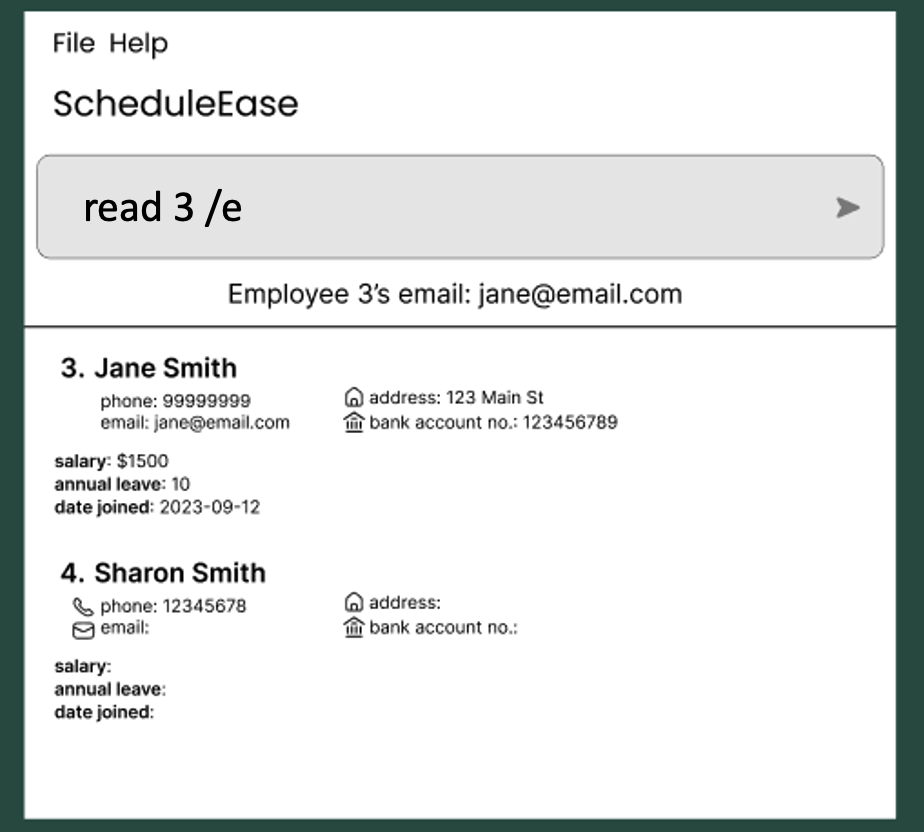 File Help
ScheduleEase
read 3 /e
Employee 3’s email: jane@email.com
3. Jane Smith
phone: 99999999
address: 123 Main St
email: jane@email.com
bank account no.: 123456789
salary: $1500
annual leave: 10
date joined: 2023-09-12
4. Sharon Smith
phone: 12345678
address:
email:
bank account no.:
salary:
annual leave:
date joined: